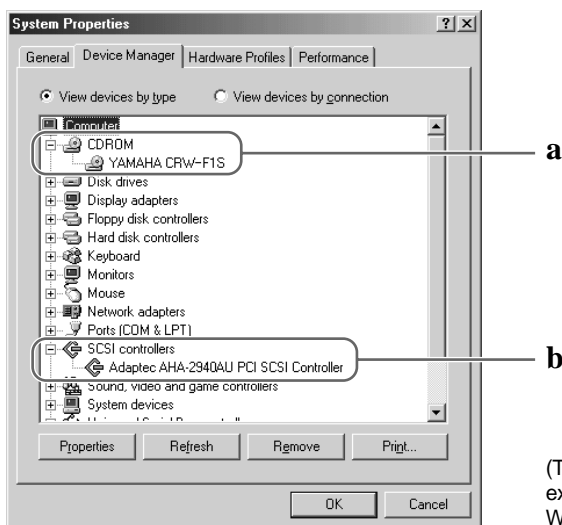 System Properties
General Device Manager Hardware Profiles Performance
View devices by type View devices by connection
Computer
CDROM
YAMAHA CRW-F1S
a
Disk drives
Display adapters
Floppy disk controllers
Hard disk controllers
Keyboard
Monitors
Mouse
Network adapters
Ports (COM & LPT)
SCSI controllers
Adaptec AHA-2940AU PCI SCSI Controller
b
Sound, video and game controllers
System devices
Properties Refresh Remove Print...
(T
ex
W
OK Cancel